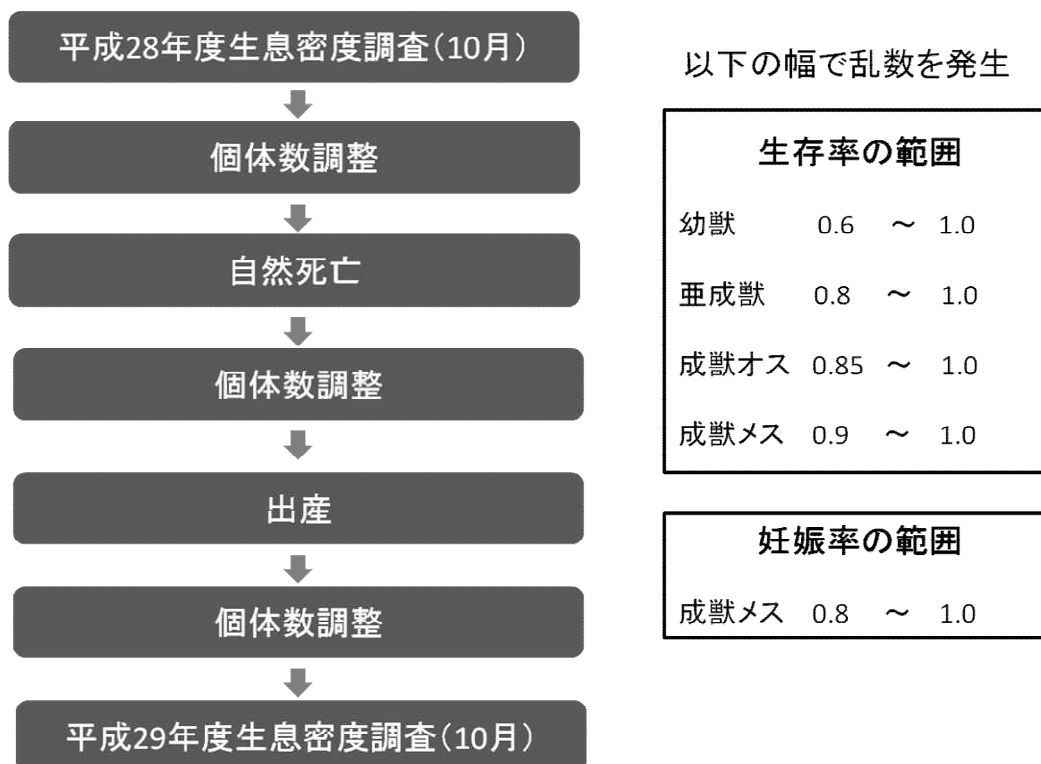 平成28年度生息密度調査(10月)
個体数調整
自然死亡
個体数調整
出産
個体数調整
平成29年度生息密度調査(10月)
以下の幅で乱数を発生
生存率の範囲
幼獣 0.6 ～ 1.0
亜成獣 0.8 ～ 1.0
成獣オス 0.85 ～ 1.0
成獣メス 0.9 ～ 1.0
妊娠率の範囲
成獣メス 0.8 ～ 1.0